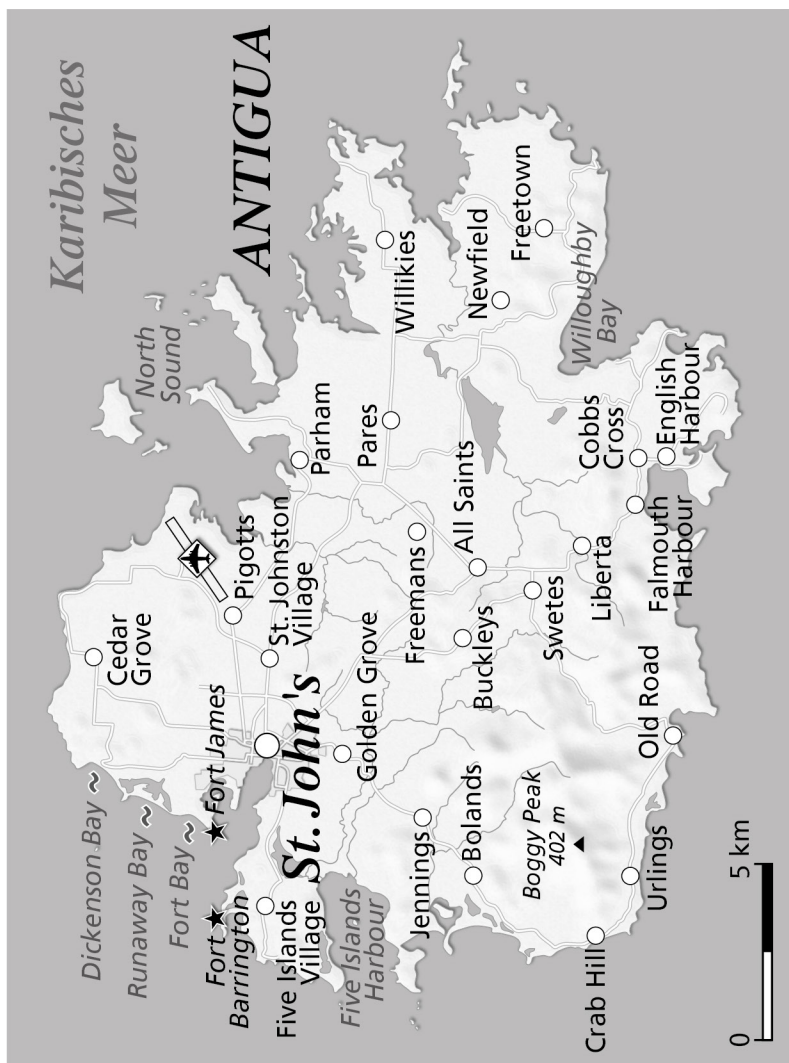 Karibisches
Meer
ANTIGUA
North
Sound
Dickenson Bay
Runaway Bay
Fort Bay
Fort James
Fort
Barrington
Cedar
Grove
Pigotts
St. Johnston
Village
St. John's
Five Islands
Village
Five Islands
Harbour
Golden Grove
Parham
Pares
Willikies
Freemans
All Saints
Newfield
Freetown
Willoughby
Bay
Jennings
Bolands
Buckleys
Swetes
Liberta
Cobbs
Cross
English
Harbour
Falmouth
Harbour
Boggy Peak
402 m
Old Road
Urlings
Crab Hill
0
5 km